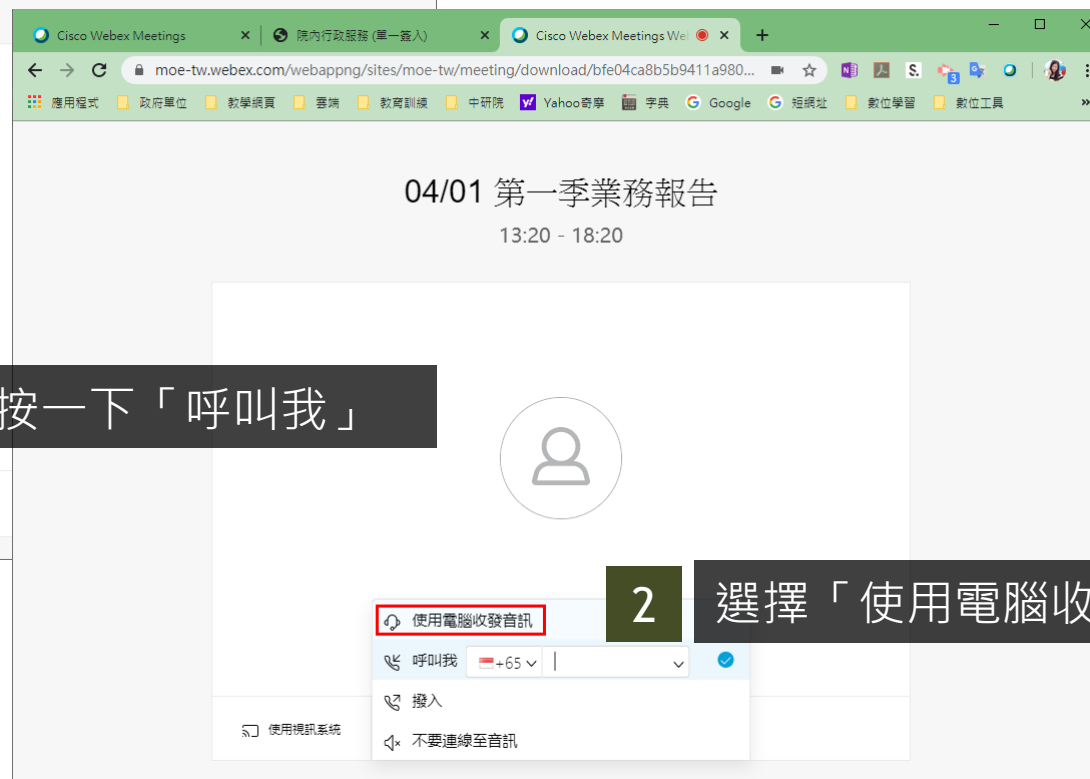 Cisco Webex Meetings
院內行政服務 (單一簽入)
Cisco Webex Meetings We
moe-tw.webex.com/webappng/sites/moe-tw/meeting/download/bfe04ca8b5b9411a980...
S.
3
應用程式 政府單位 教學網頁 雲端 教育訓練 中研院 Yahoo奇摩 字典 Google 短網址 數位學習 數位工具 »
04/01 第一季業務報告
13:20 - 18:20
按一下「呼叫我」
2 選擇「使用電腦收
使用電腦收發音訊
呼叫我 +65
撥入
使用視訊系統
不要連線至音訊